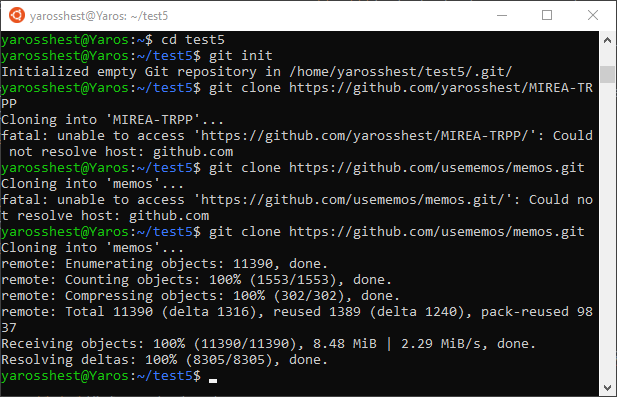 yarosshest@Yaros: ~/test5
yarosshest@Yaros:~$ cd test5
yarosshest@Yaros:~/test5$ git init
Initialized empty Git repository in /home/yarosshest/test5/.git/
yarosshest@Yaros:~/test5$ git clone https://github.com/yarosshest/MIREA-TR
PP
Cloning into 'MIREA-TRPP'...
fatal: unable to access 'https://github.com/yarosshest/MIREA-TRPP/': Could
 not resolve host: github.com
yarosshest@Yaros:~/test5$ git clone https://github.com/usememos/memos.git
Cloning into 'memos'...
fatal: unable to access 'https://github.com/usememos/memos.git/': Could no
t resolve host: github.com
yarosshest@Yaros:~/test5$ git clone https://github.com/usememos/memos.git
Cloning into 'memos'...
remote: Enumerating objects: 11390, done.
remote: Counting objects: 100% (1553/1553), done.
remote: Compressing objects: 100% (302/302), done.
remote: Total 11390 (delta 1316), reused 1389 (delta 1240), pack-reused 98
37
Receiving objects: 100% (11390/11390), 8.48 MiB | 2.29 MiB/s, done.
Resolving deltas: 100% (8305/8305), done.
yarosshest@Yaros:~/test5$